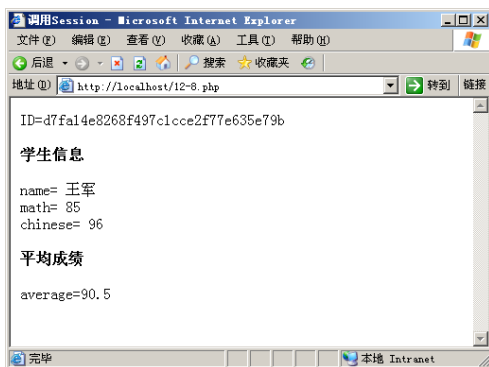 调用Session - Microsoft Internet Explorer
文件(F) 编辑(E) 查看(V) 收藏(A) 工具(T) 帮助(H)
后退 搜索 收藏夹
地址(D) http://localhost/12-8.php 转到 链接
ID=d7fa14e8268f497c1cce2f77e635e79b
学生信息
name= 王军
math= 85
chinese= 96
平均成绩
average=90.5
完毕 本地 Intranet